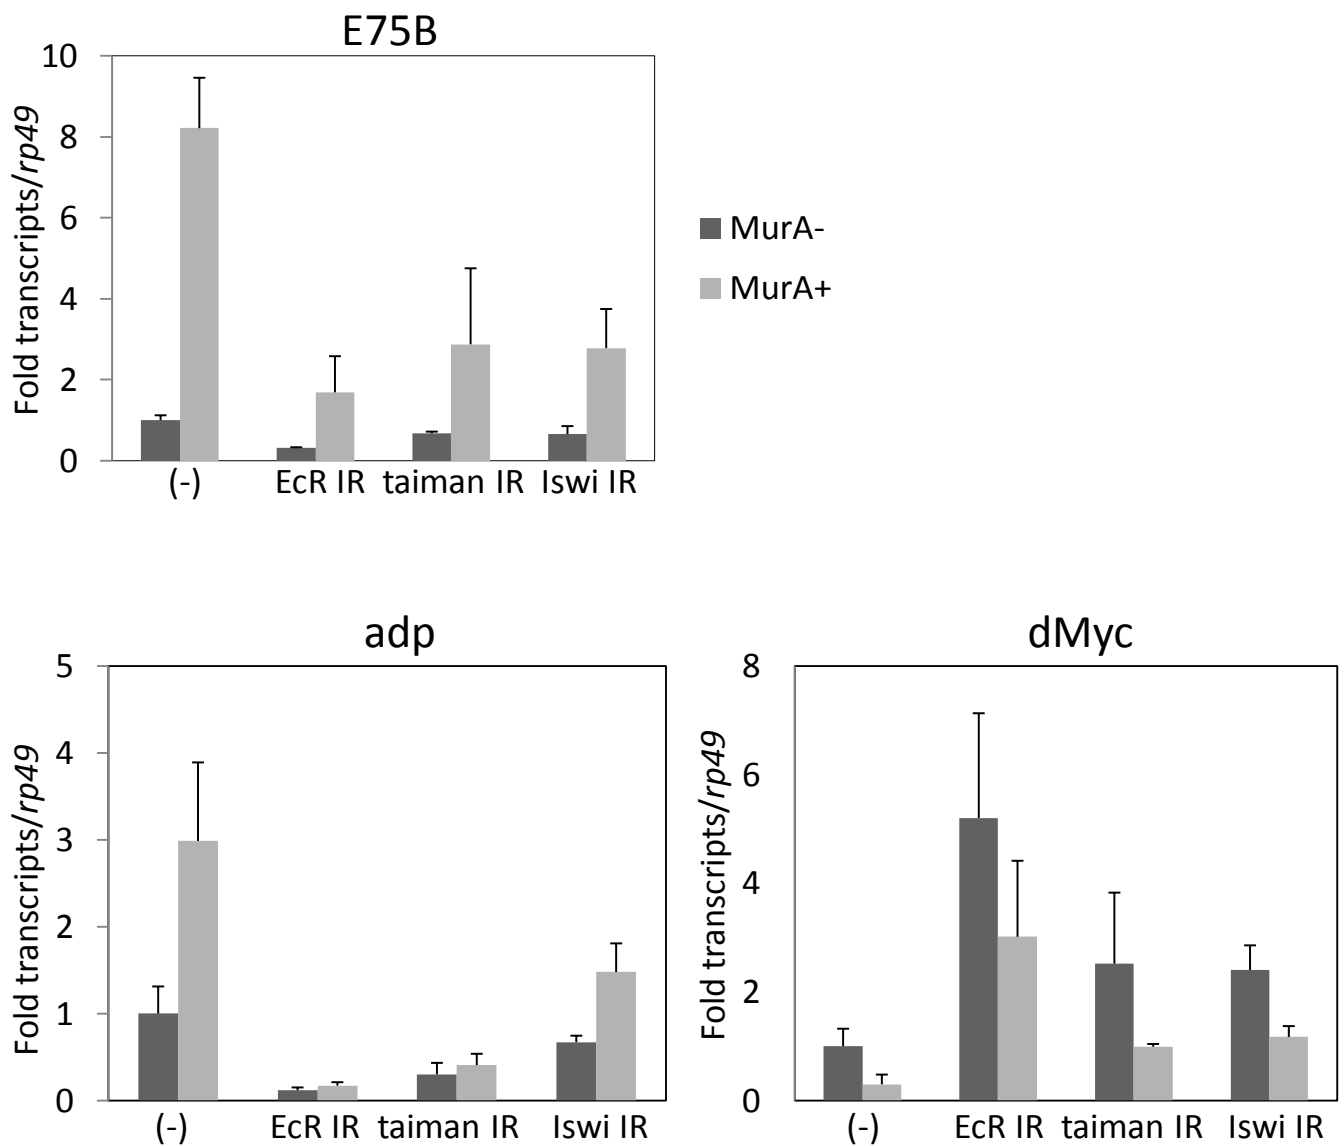 E75B
Fold transcripts/rp49
10
8
6
4
2
0
(-) EcR IR taiman IR Iswi IR
MurA-
MurA+
adp
Fold transcripts/rp49
5
4
3
2
1
0
(-) EcR IR taiman IR Iswi IR
dMyc
Fold transcripts/rp49
8
6
4
2
0
(-) EcR IR taiman IR Iswi IR